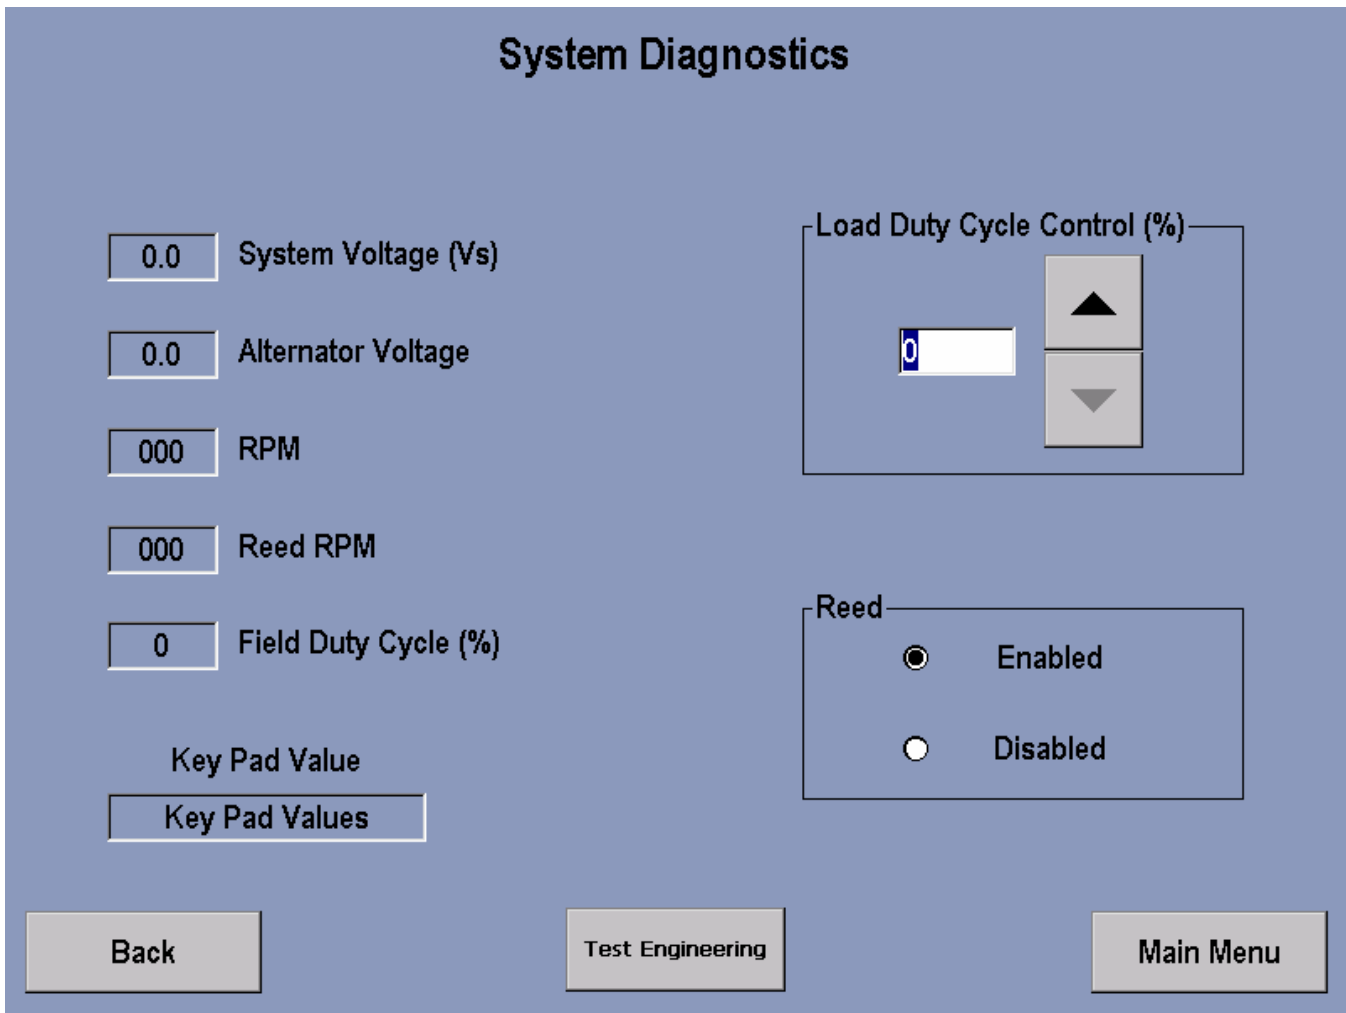 System Diagnostics
0.0 System Voltage (Vs)
0.0 Alternator Voltage
000 RPM
000 Reed RPM
0 Field Duty Cycle (%)
Key Pad Value
Key Pad Values
Load Duty Cycle Control (%)
0
Reed
Enabled
Disabled
Back
Test Engineering
Main Menu